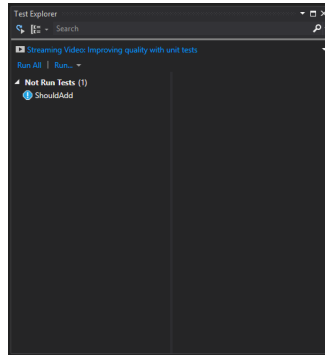 Test Explorer
Search
Streaming Video: Improving quality with unit tests
Run All | Run...
Not Run Tests (1)
ShouldAdd